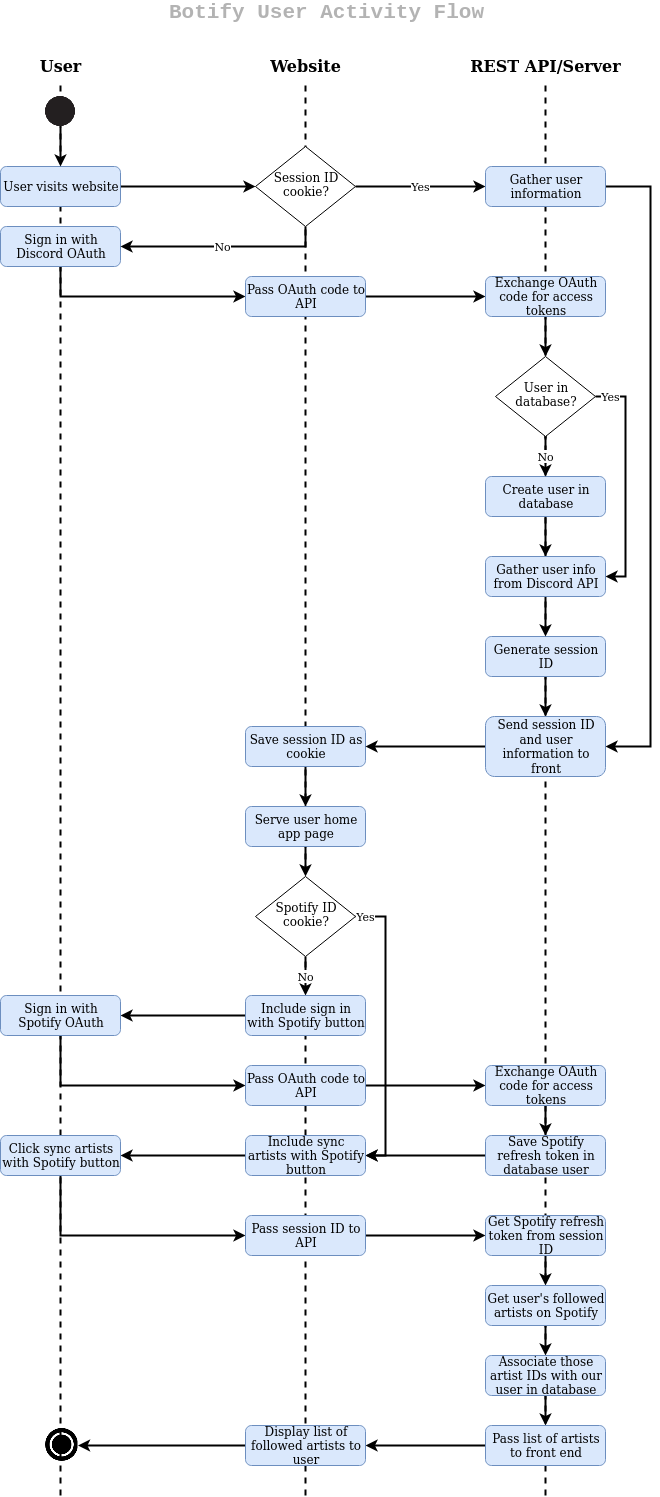 Botify User Activity Flow
User
Website
REST API/Server
User visits website
Session ID
cookie?
Yes
Gather user
information
No
Sign in with
Discord OAuth
Pass OAuth code to
API
Exchange OAuth
code for access
tokens
User in
database?
Yes
No
Create user in
database
Gather user info
from Discord API
Generate session
ID
Send session ID
and user
information to
front
Save session ID as
cookie
Serve user home
app page
Spotify ID
cookie?
Yes
No
Include sign in
with Spotify button
Sign in with
Spotify OAuth
Pass OAuth code to
API
Exchange OAuth
code for access
tokens
Save Spotify
refresh token in
database user
Include sync
artists with Spotify
button
Click sync artists
with Spotify button
Pass session ID to
API
Get Spotify refresh
token from session
ID
Get user's followed
artists on Spotify
Associate those
artist IDs with our
user in database
Pass list of artists
to front end
Display list of
followed artists to
user